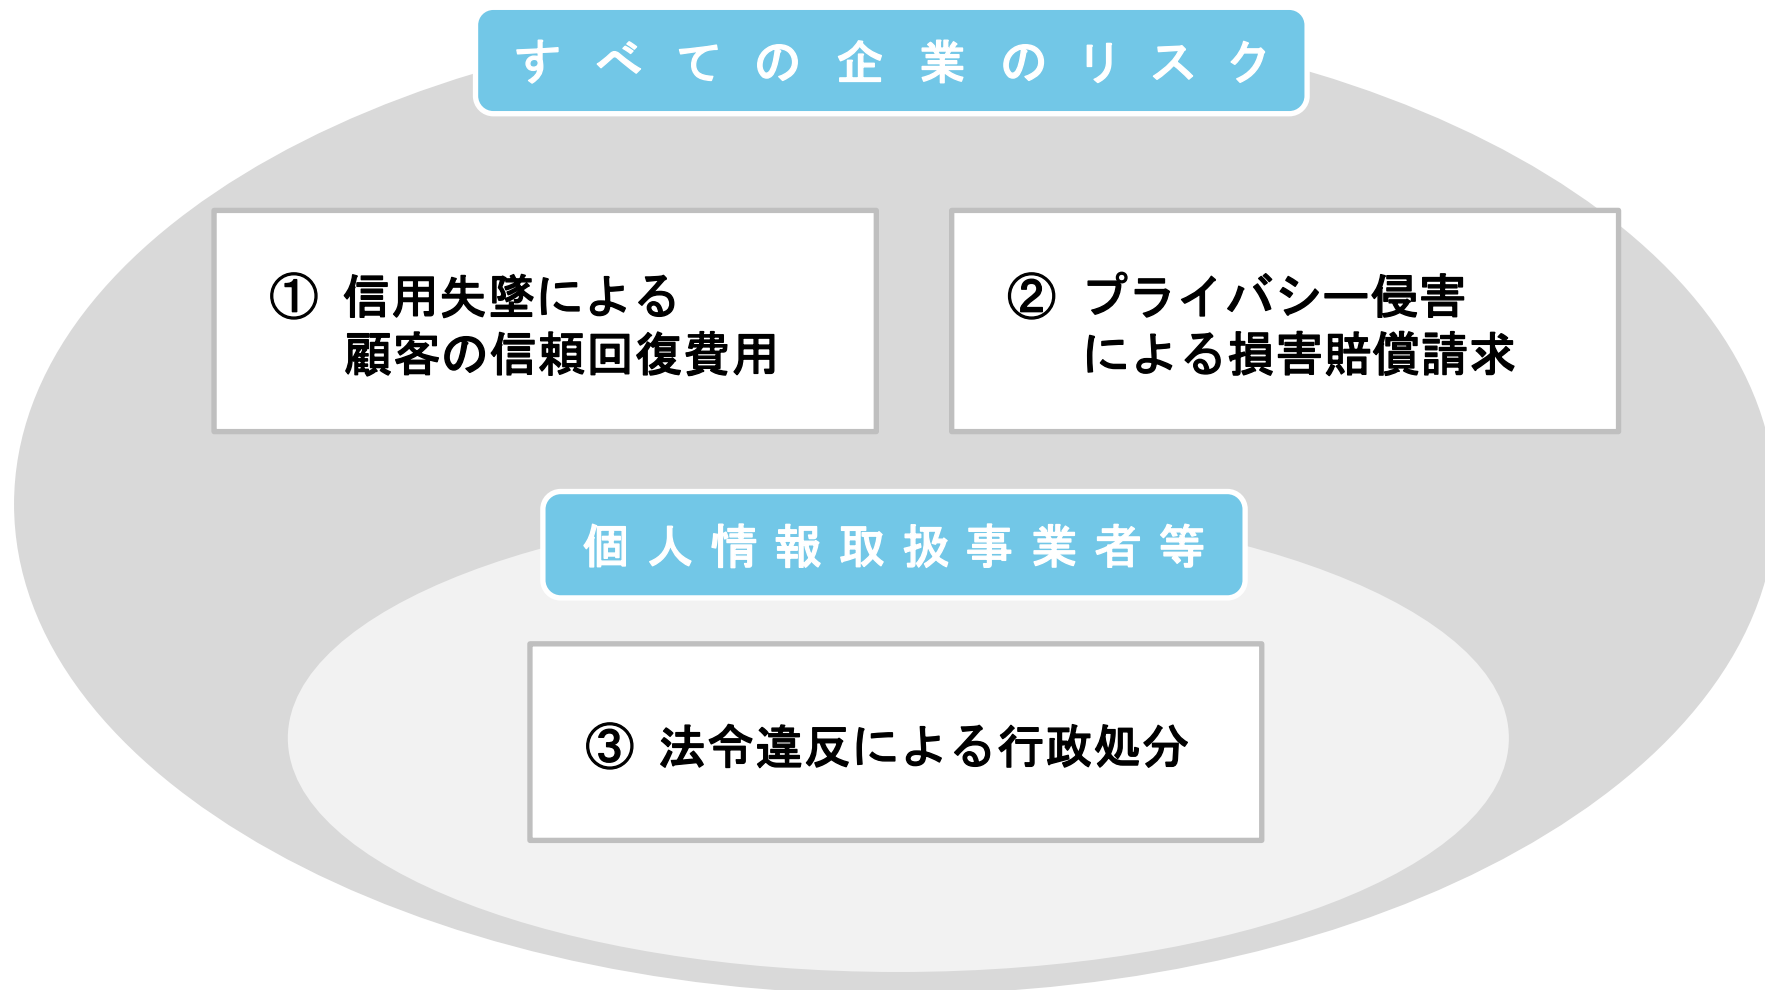 すべての企業のリスク
① 信用失墜による
顧客の信頼回復費用
② プライバシー侵害
による損害賠償請求
個人情報取扱事業者等
③ 法令違反による行政処分